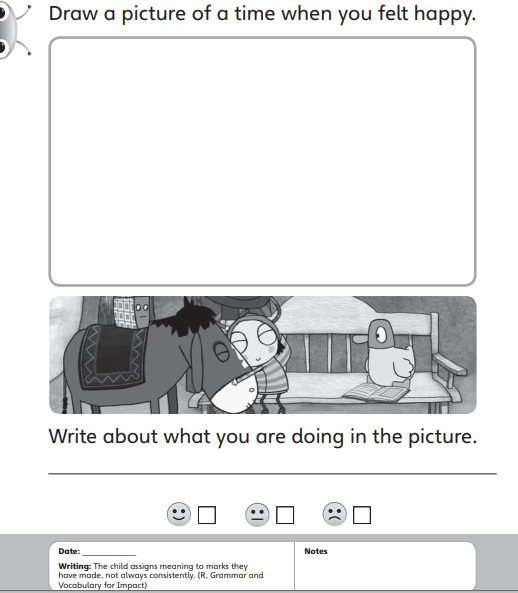 Draw a picture of a time when you felt happy.
Write about what you are doing in the picture.
Date: ____________
Notes
Writing: The child assigns meaning to marks they
have made, not always consistently. (R, Grammar and
Vocabulary for Impact)